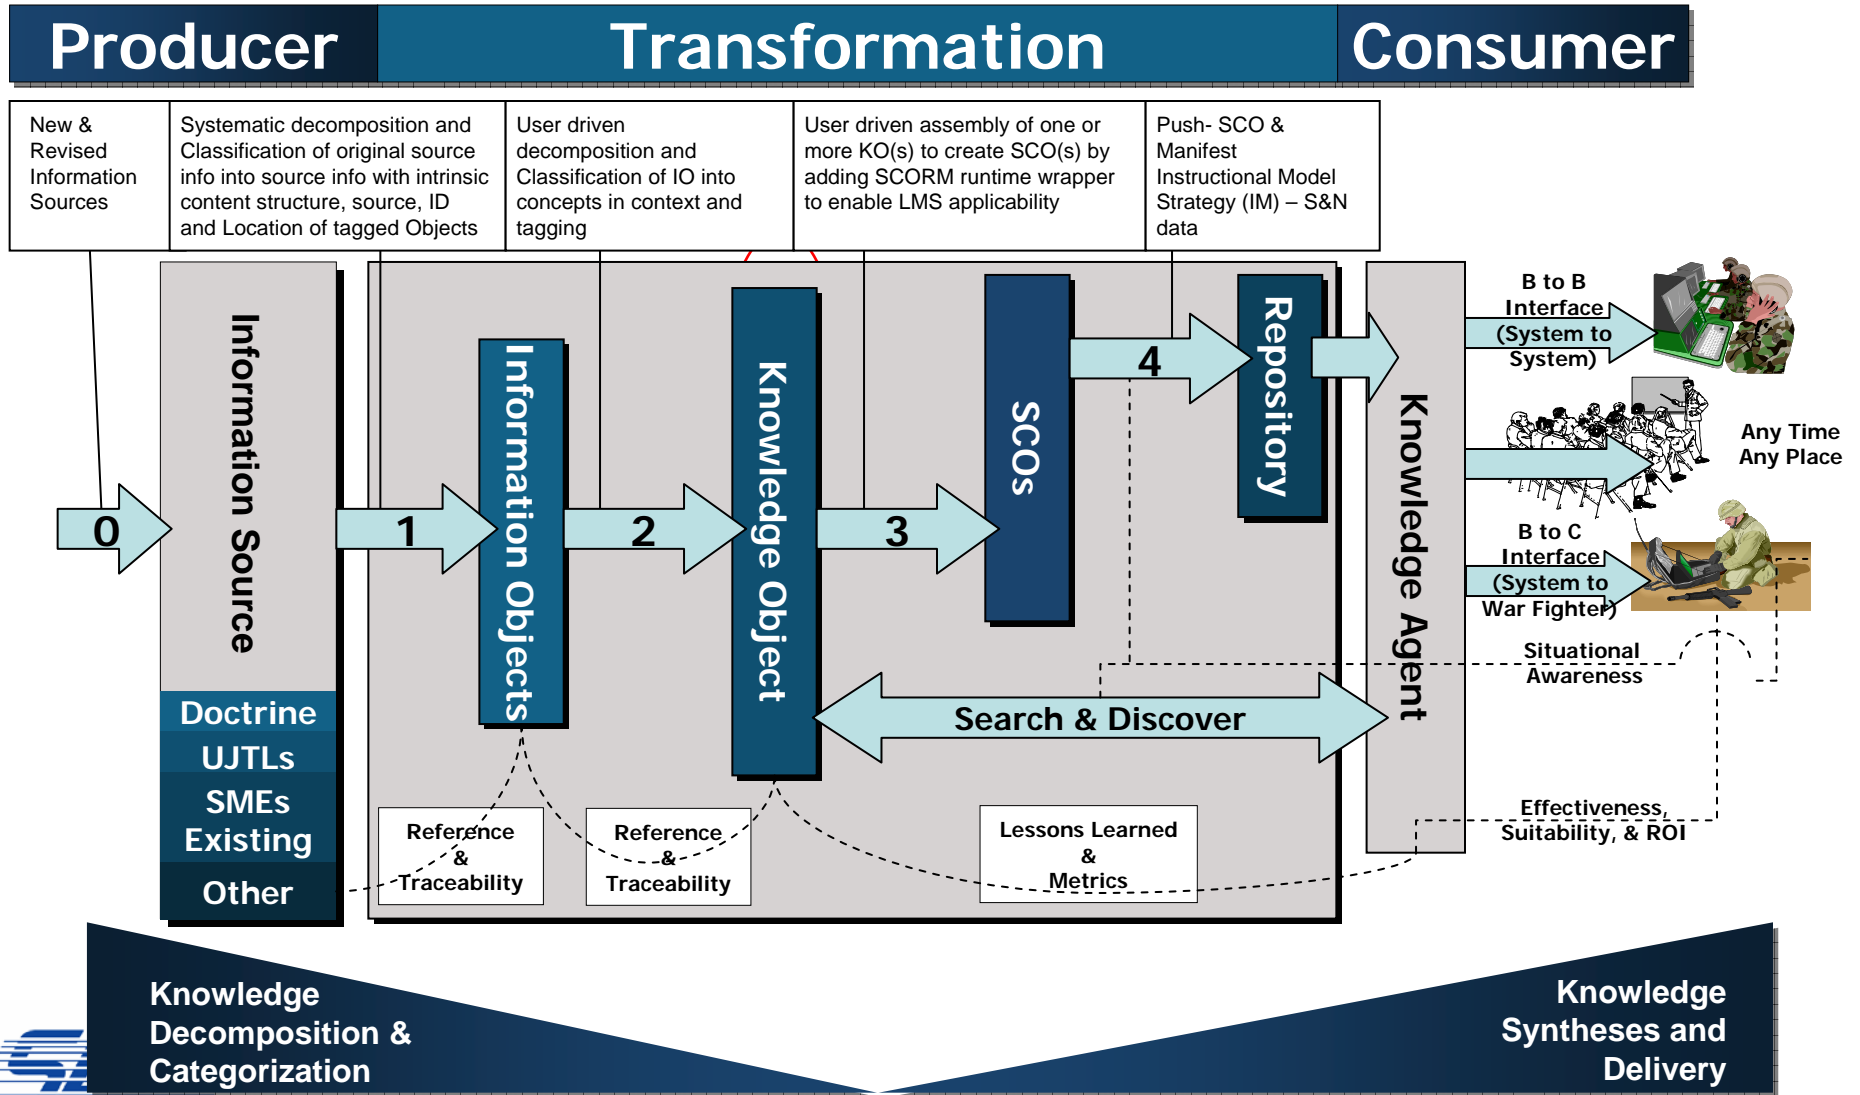 Producer
Transformation
Consumer
New &
Revised
Information
Sources
Systematic decomposition and
Classification of original source
info into source info with intrinsic
content structure, source, ID
and Location of tagged Objects
User driven
decomposition and
Classification of IO into
concepts in context and
tagging
User driven assembly of one or
more KO(s) to create SCO(s) by
adding SCORM runtime wrapper
to enable LMS applicability
Push- SCO &
Manifest
Instructional Model
Strategy (IM) – S&N
data
0
Information Source
Doctrine
UJTLs
SMEs
Existing
Other
1
Information Objects
2
Knowledge Object
3
SCOs
4
Repository
Knowledge Agent
Search & Discover
B to B
Interface
(System to
System)
Any Time
Any Place
B to C
Interface
(System to
War Fighter)
Situational
Awareness
Effectiveness,
Suitability, & ROI
Reference
&
Traceability
Reference
&
Traceability
Lessons Learned
&
Metrics
Knowledge
Decomposition &
Categorization
Knowledge
Syntheses and
Delivery